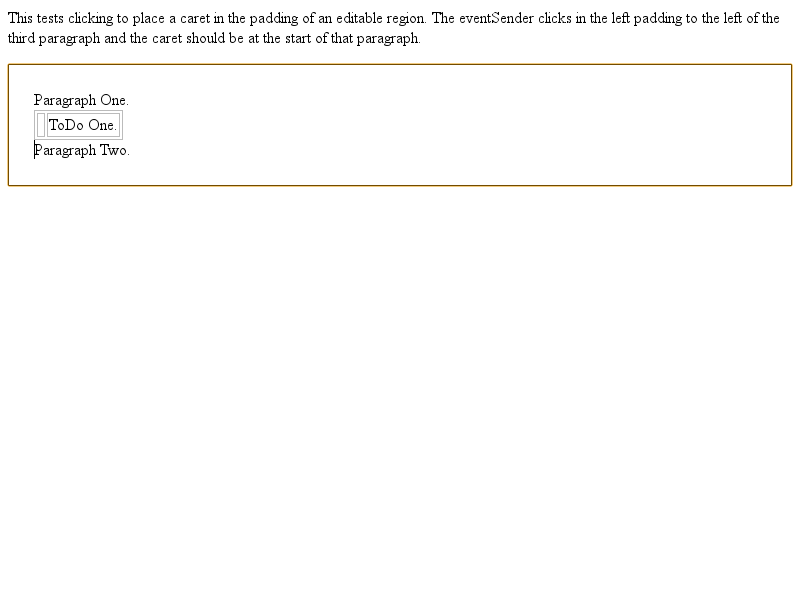 This tests clicking to place a caret in the padding of an editable region. The eventSender clicks in the left padding to the left of the
third paragraph and the caret should be at the start of that paragraph.
Paragraph One.
ToDo One.
Paragraph Two.